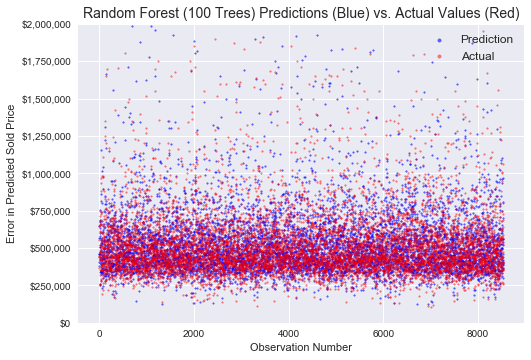 Random Forest (100 Trees) Predictions (Blue) vs. Actual Values (Red)
$2,000,000
$1,750,000
$1,500,000
$1,250,000
$1,000,000
$750,000
$500,000
$250,000
$0
Error in Predicted Sold Price
Prediction
Actual
0
2000
4000
6000
8000
Observation Number